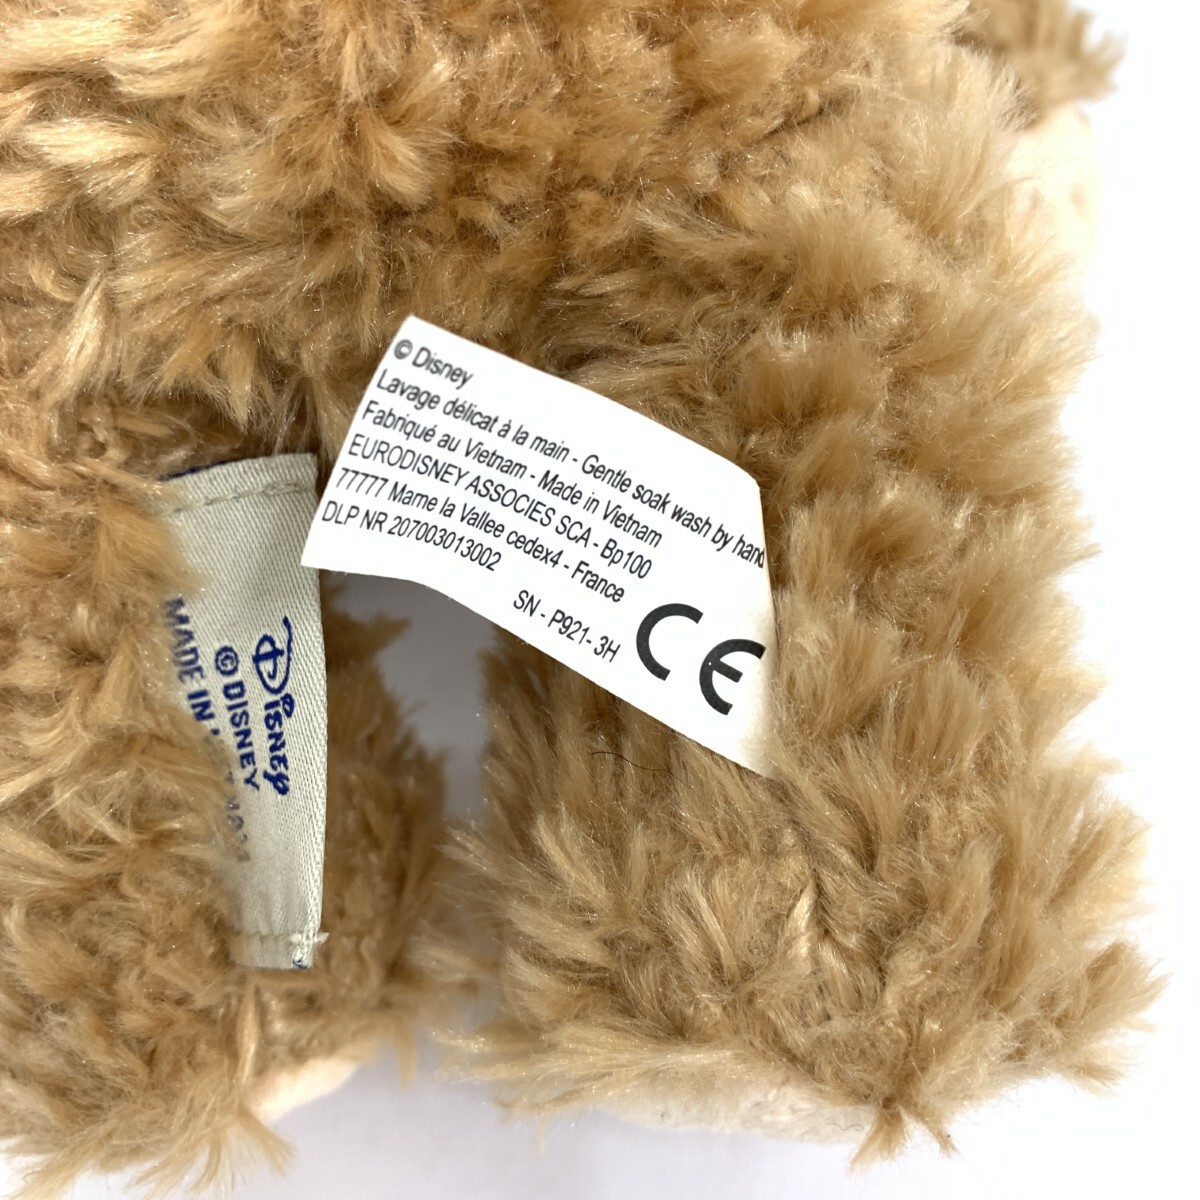 © Disney
Lavage délicat à la main - Gentle soak wash by hand
Fabriqué au Vietnam - Made in Vietnam
EURODISNEY ASSOCIES SCA - Bp100
77777 Marne la Vallee cedex4 - France
DLP NR 207003013002
SN - P921- 3H
CE
Disney
© DISNEY
MADE IN